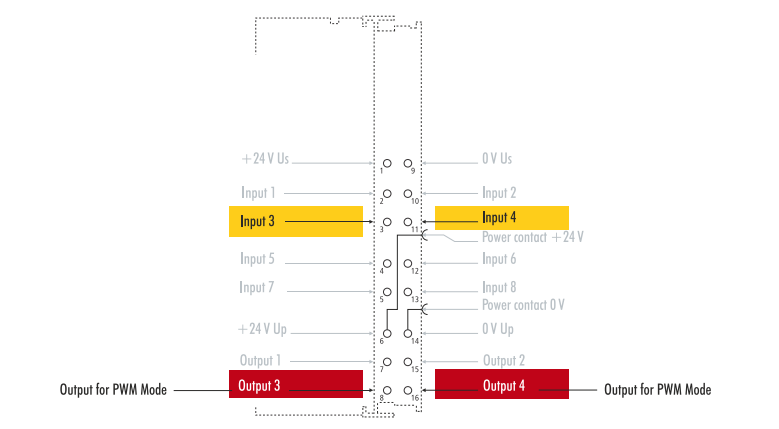 +24 V Us 1 9 0 V Us
Input 1 2 10 Input 2
Input 3 3 11 Input 4
Power contact +24 V
Input 5 4 12 Input 6
Input 7 5 13 Input 8
Power contact 0 V
+24 V Up 6 14 0 V Up
Output 1 7 15 Output 2
Output for PWM Mode Output 3 8 16 Output 4 Output for PWM Mode